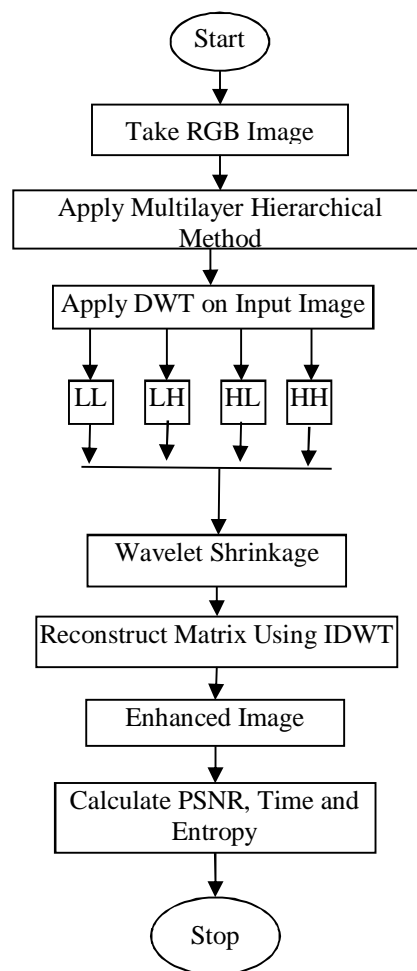 Start
Take RGB Image
Apply Multilayer Hierarchical
Method
Apply DWT on Input Image
LL LH HL HH
Wavelet Shrinkage
Reconstruct Matrix Using IDWT
Enhanced Image
Calculate PSNR, Time and
Entropy
Stop